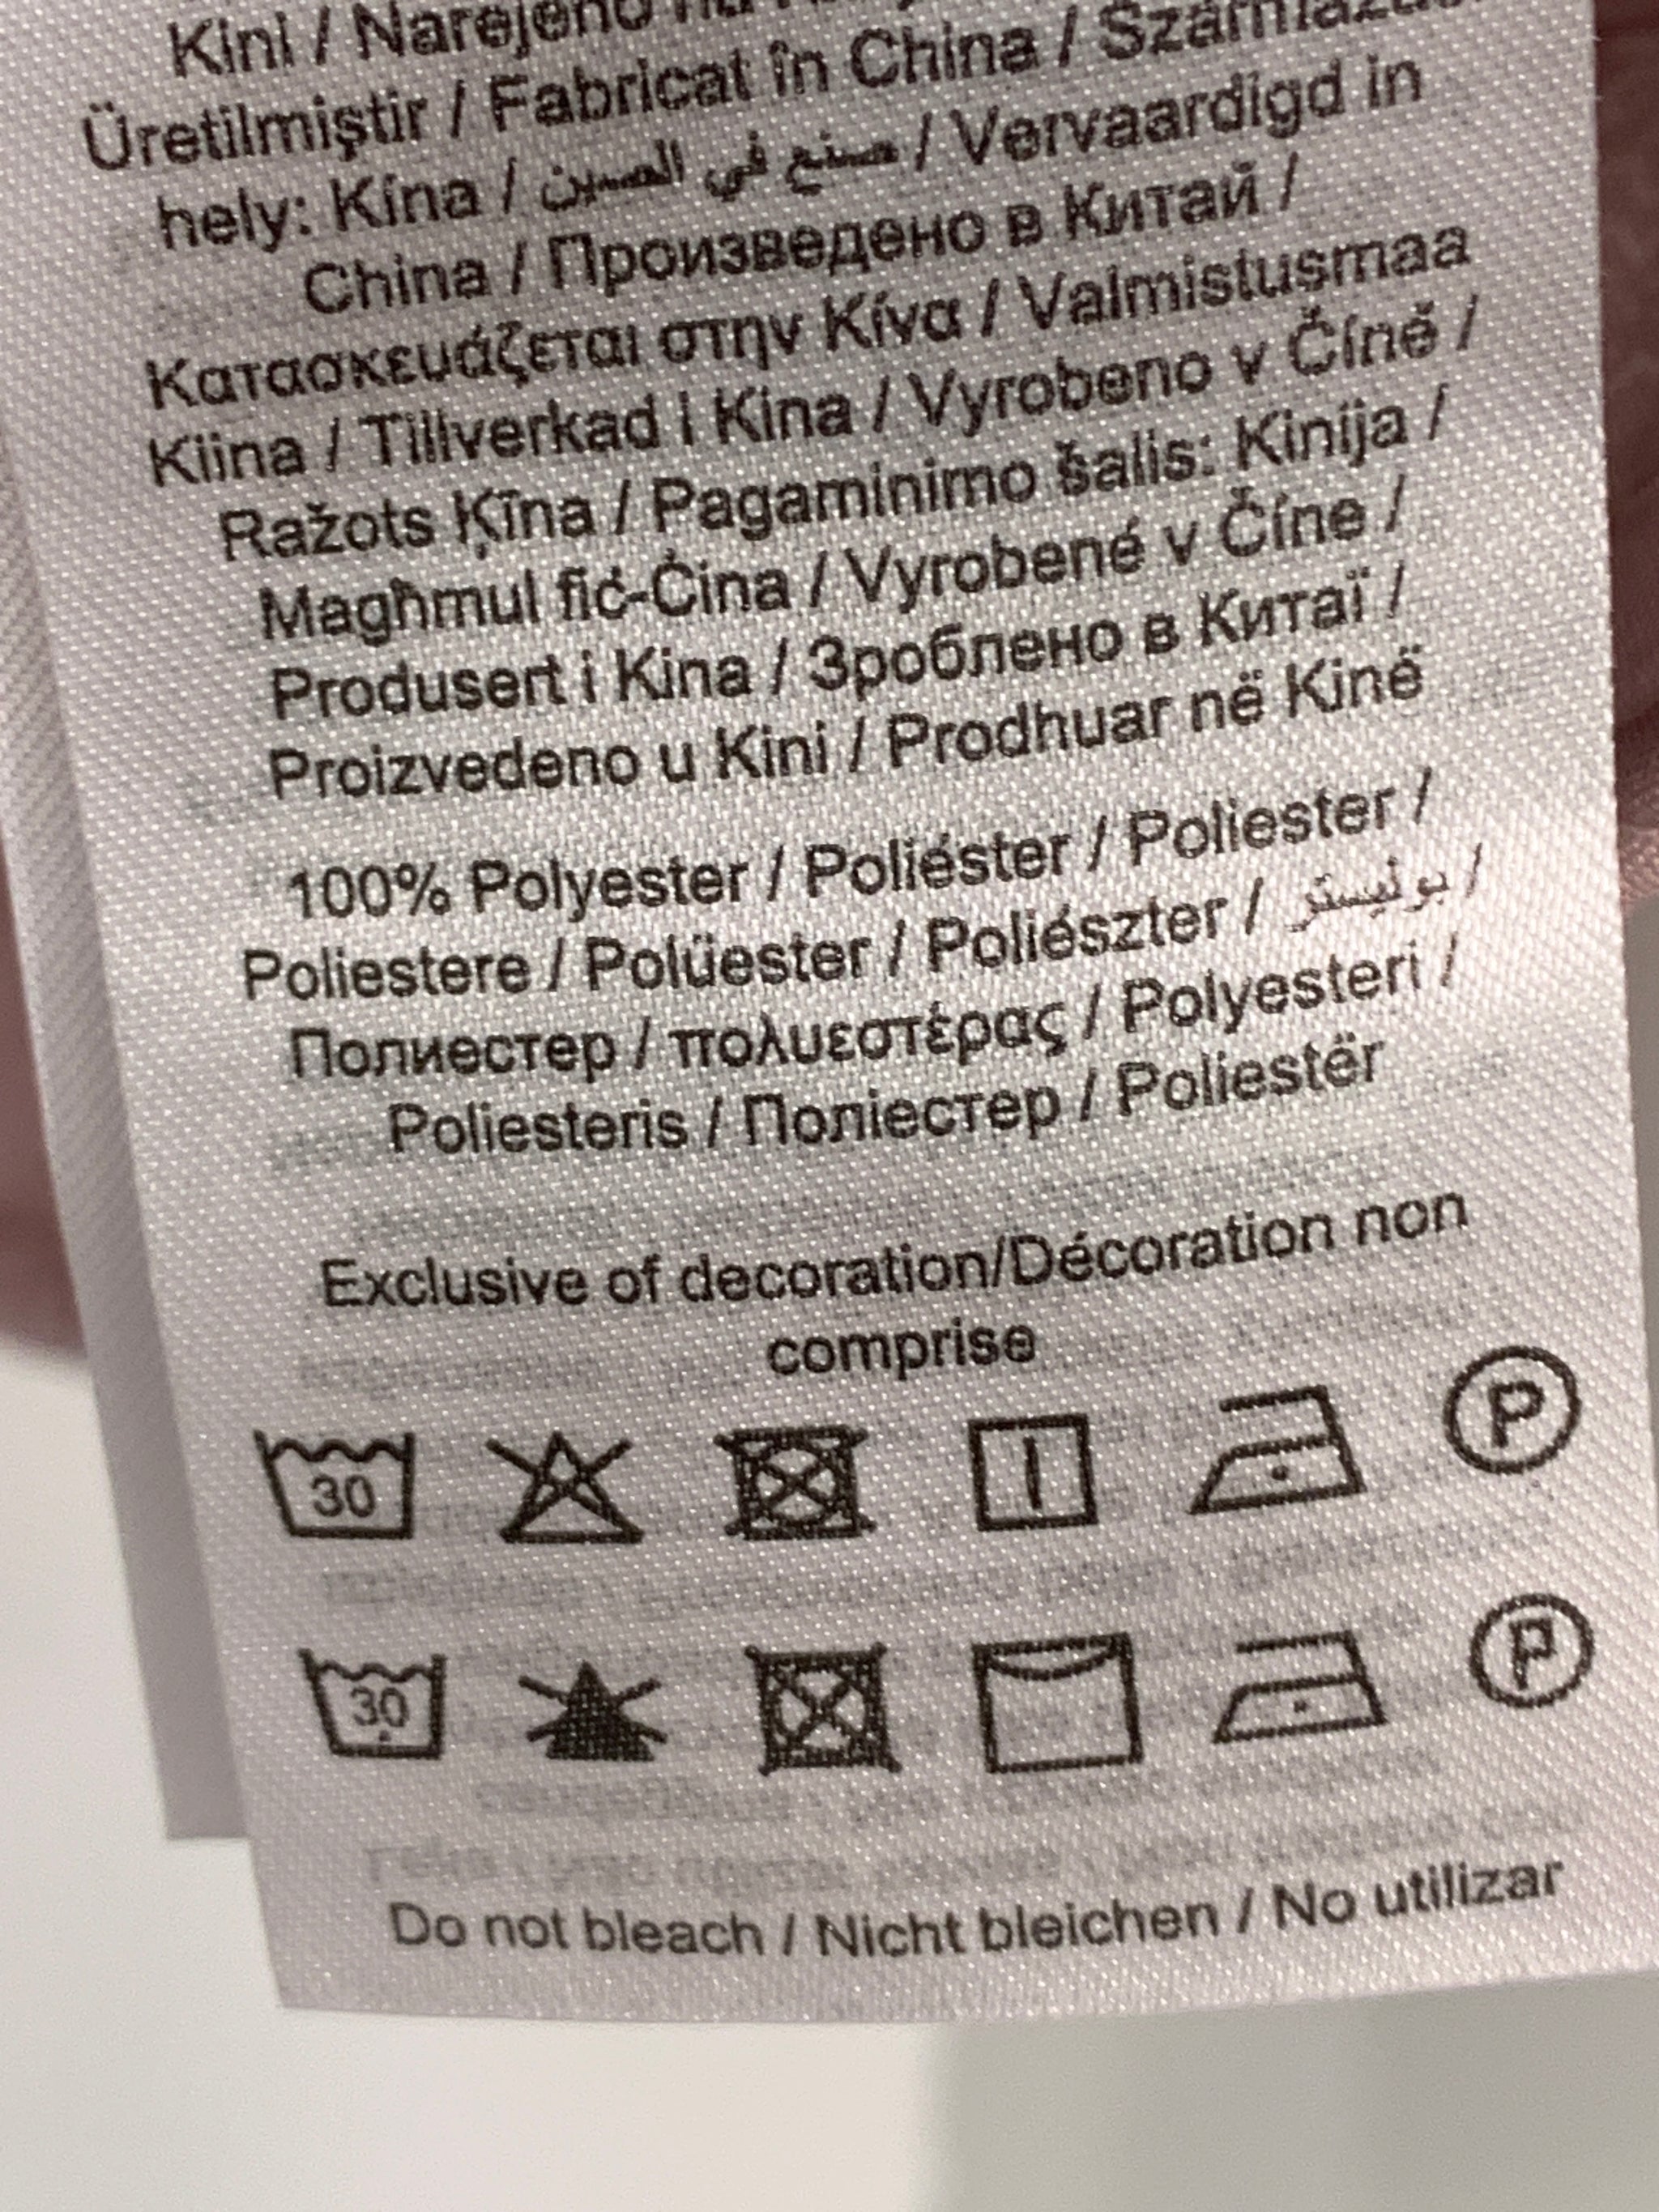 Kini / Narejeno na
Üretilmiştir / Fabricat în China /
hely: Kína / صنع في الصين / Vervaardigd in
China / Произведено в Китай /
Κατασκευάζεται στην Κίνα / Valmistusmaa
Kiina / Tillverkad i Kina / Vyrobeno v Číně /
Ražots Ķīna / Pagaminimo šalis: Kinija /
Magħmul fiċ-Ċina / Vyrobené v Číne /
Produsert i Kina / Зроблено в Китаї /
Proizvedeno u Kini / Prodhuar në Kinë
100% Polyester / Poliéster / Poliester /
Poliestere / Polüester / Poliészter / بوليستر /
Полиестер / πολυεστέρας / Polyesteri /
Poliesteris / Поліестер / Poliestër
Exclusive of decoration/Décoration non
comprise
30 P
30 P
Do not bleach / Nicht bleichen / No utilizar